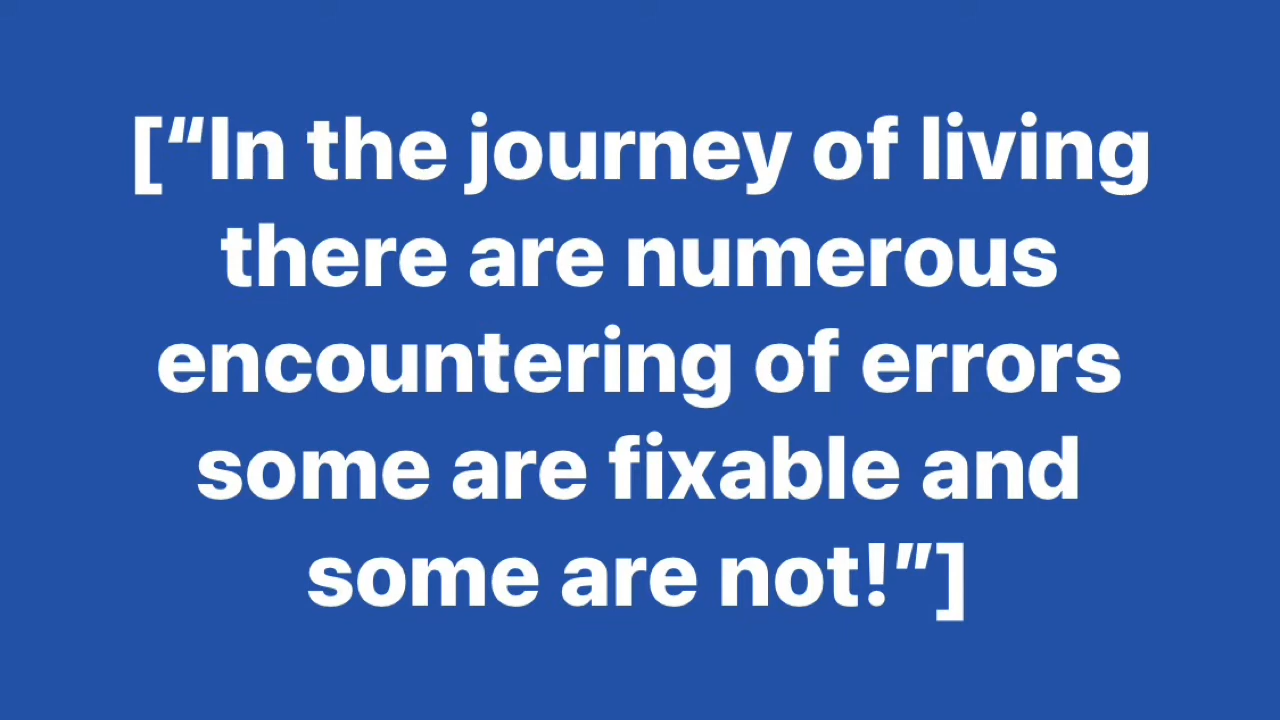 [“In the journey of living
there are numerous
encountering of errors
some are fixable and
some are not!”]